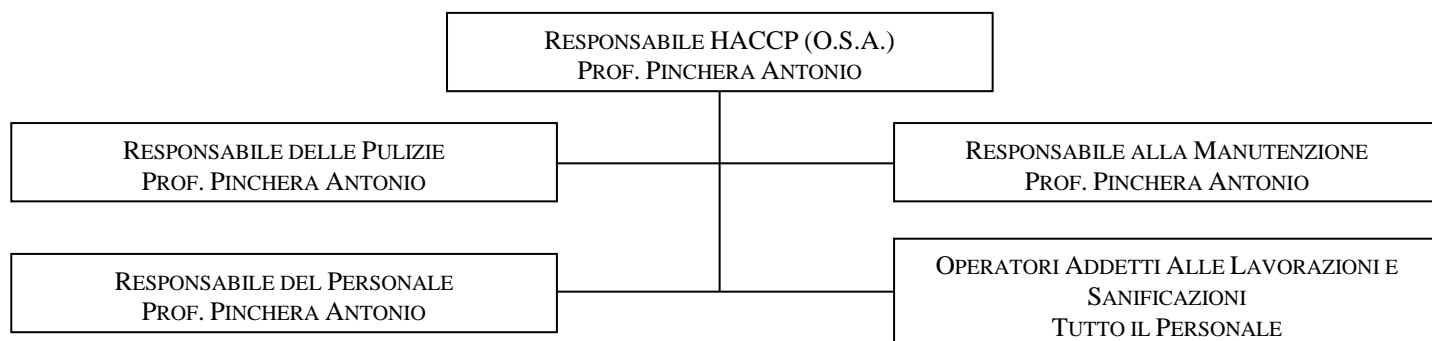 RESPONSABILE HACCP (O.S.A.)
PROF. PINCHERA ANTONIO
RESPONSABILE DELLE PULIZIE
PROF. PINCHERA ANTONIO
RESPONSABILE ALLA MANUTENZIONE
PROF. PINCHERA ANTONIO
RESPONSABILE DEL PERSONALE
PROF. PINCHERA ANTONIO
OPERATORI ADDETTI ALLE LAVORAZIONI E
SANIFICAZIONI
TUTTO IL PERSONALE